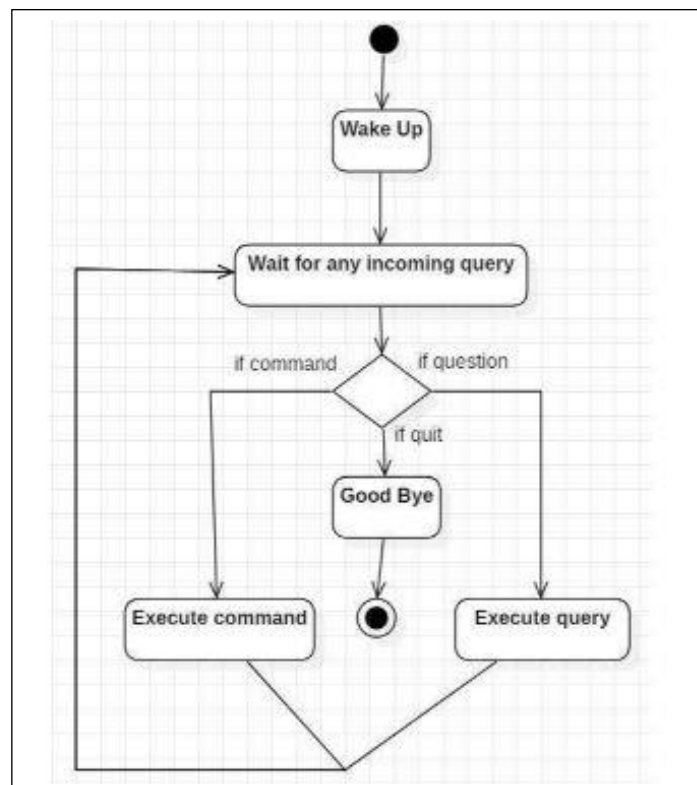 Wake Up
Wait for any incoming query
if command
if question
if quit
Good Bye
Execute command
Execute query